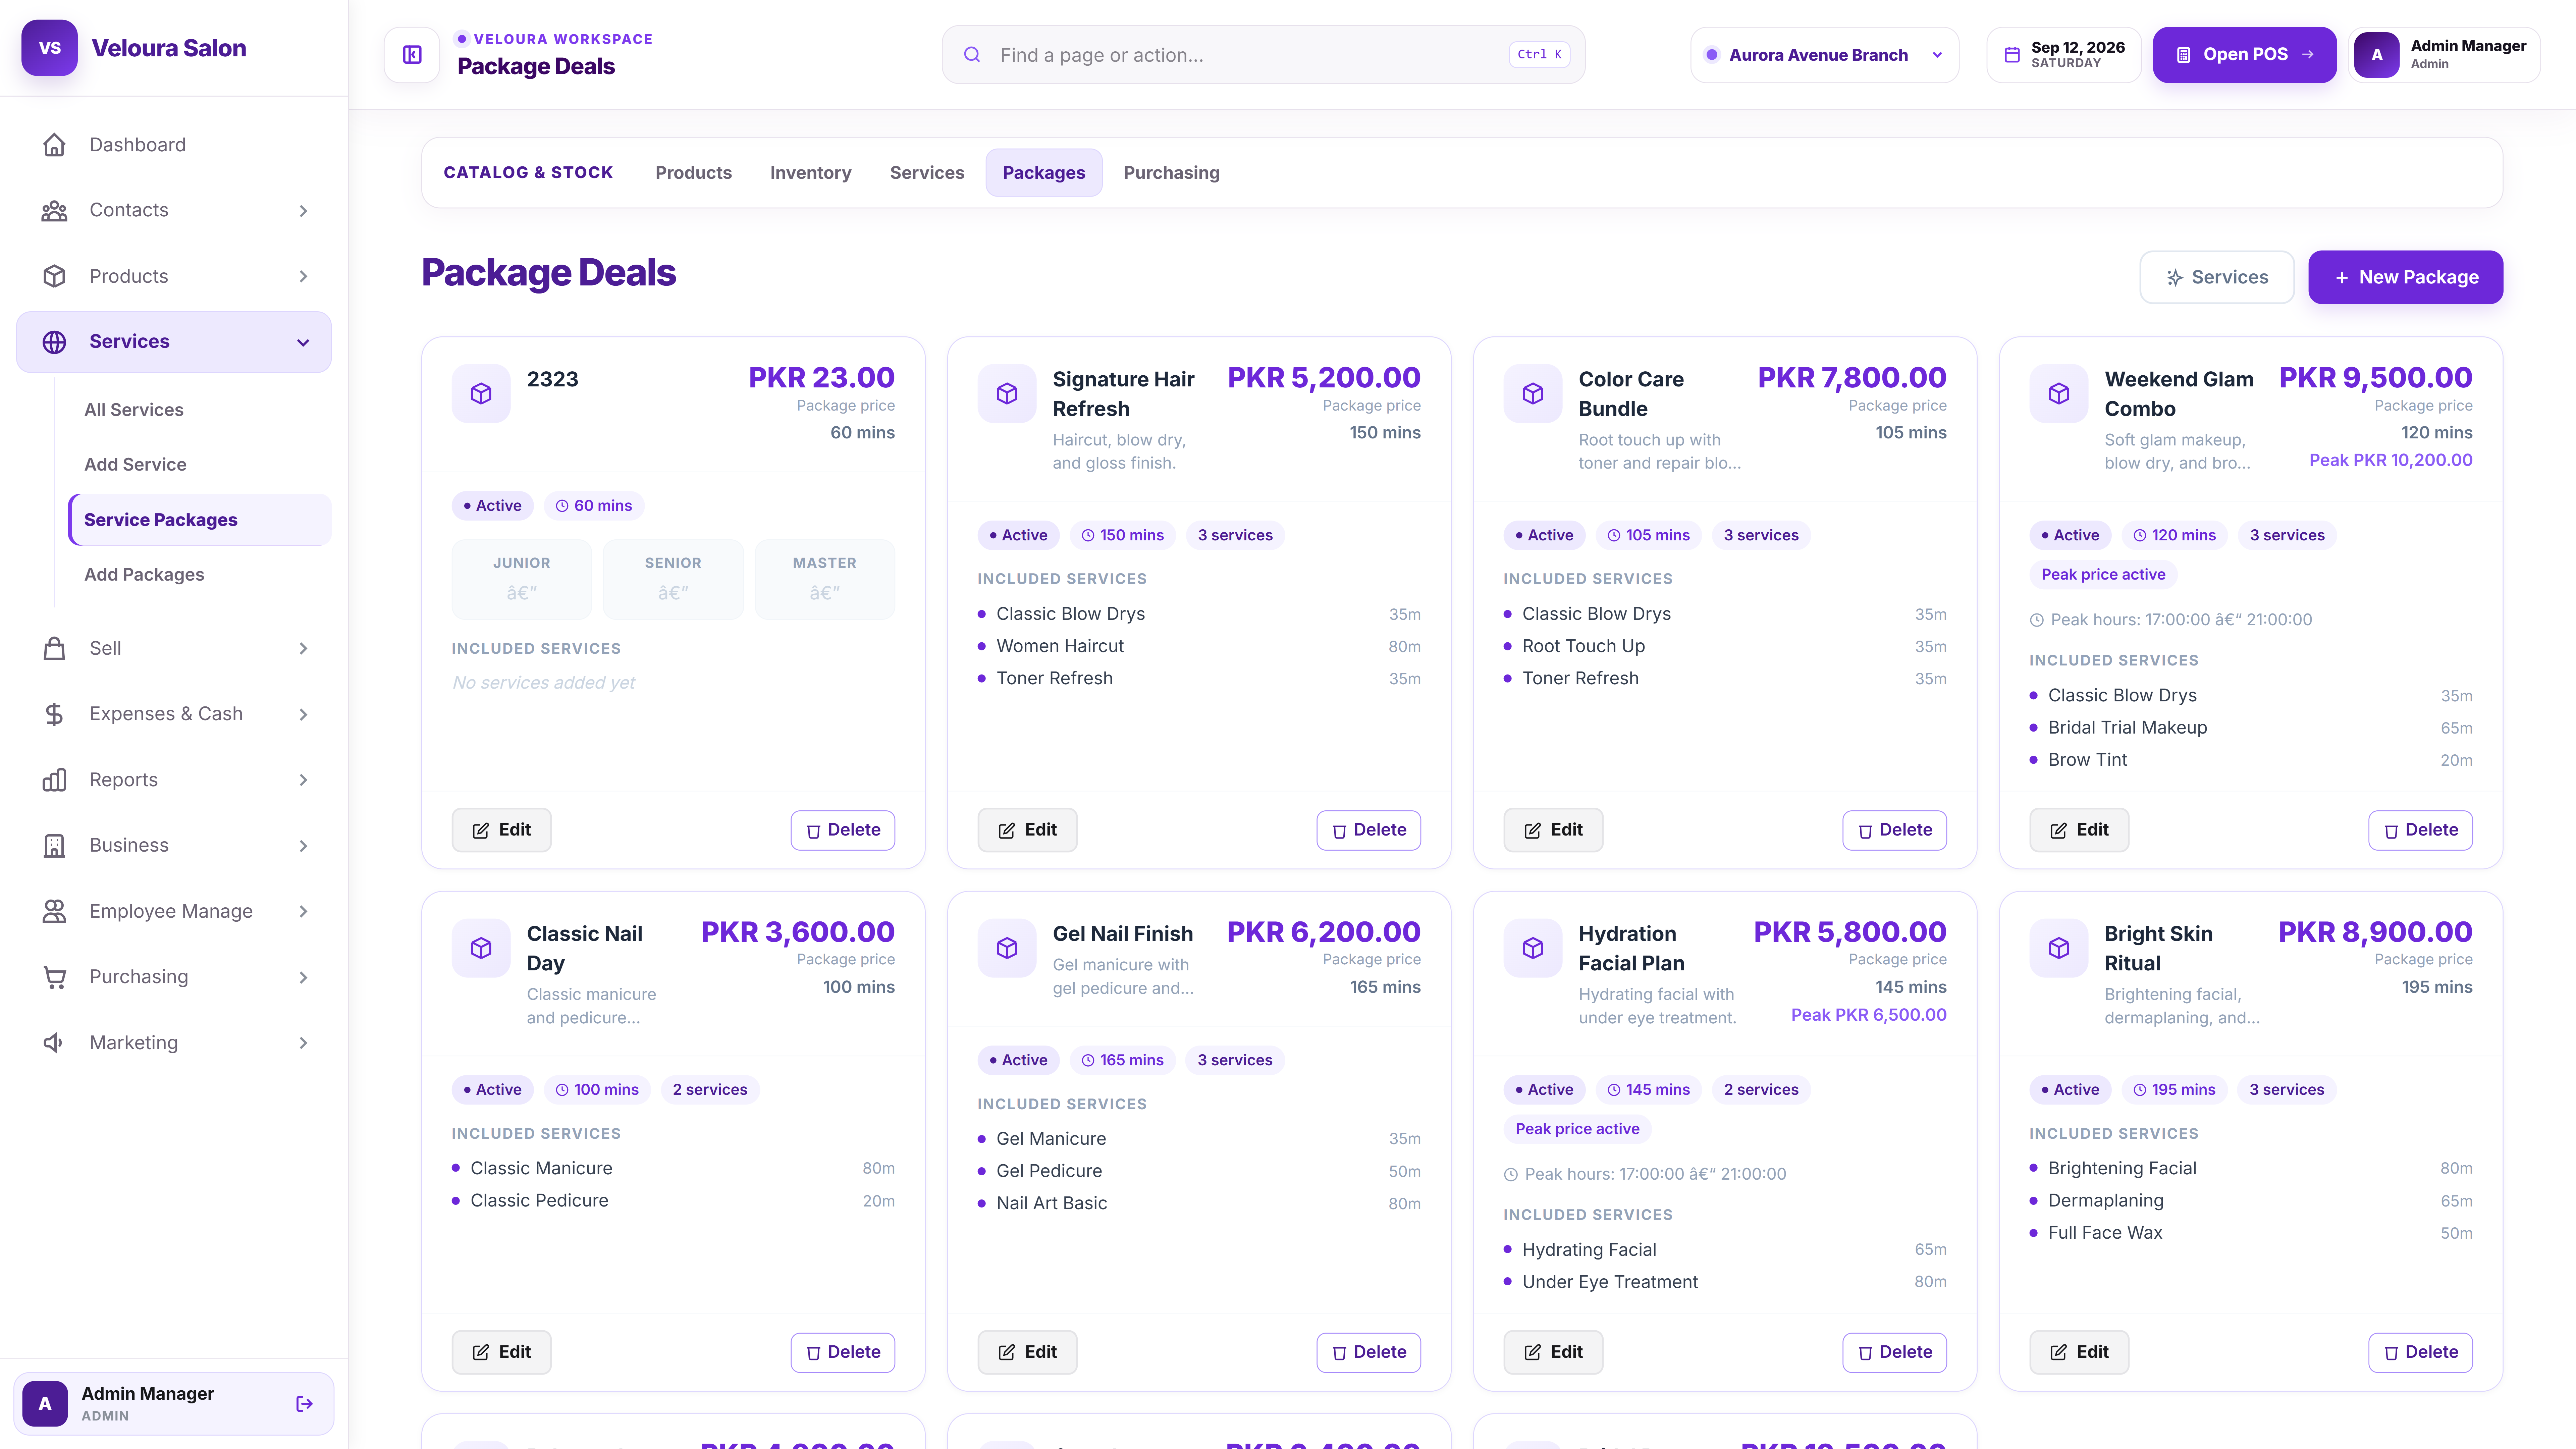 VS
Veloura Salon
VELOURA WORKSPACE
Package Deals
Find a page or action...
Ctrl K
Aurora Avenue Branch
Sep 12, 2026
SATURDAY
Open POS
A
Admin Manager
Admin
Dashboard
Contacts
Products
Services
All Services
Add Service
Service Packages
Add Packages
Sell
Expenses & Cash
Reports
Business
Employee Manage
Purchasing
Marketing
A
Admin Manager
ADMIN
CATALOG & STOCK
Products
Inventory
Services
Packages
Purchasing
Package Deals
Services
+ New Package
2323
PKR 23.00
Package price
60 mins
Active
60 mins
JUNIOR
â€”
SENIOR
â€”
MASTER
â€”
INCLUDED SERVICES
No services added yet
Edit
Delete
Signature Hair
Refresh
Haircut, blow dry,
and gloss finish.
PKR 5,200.00
Package price
150 mins
Active
150 mins
3 services
INCLUDED SERVICES
Classic Blow Drys 35m
Women Haircut 80m
Toner Refresh 35m
Edit
Delete
Color Care
Bundle
Root touch up with
toner and repair blo...
PKR 7,800.00
Package price
105 mins
Active
105 mins
3 services
INCLUDED SERVICES
Classic Blow Drys 35m
Root Touch Up 35m
Toner Refresh 35m
Edit
Delete
Weekend Glam
Combo
Soft glam makeup,
blow dry, and bro...
PKR 9,500.00
Package price
120 mins
Peak PKR 10,200.00
Active
120 mins
3 services
Peak price active
Peak hours: 17:00:00 â€“ 21:00:00
INCLUDED SERVICES
Classic Blow Drys 35m
Bridal Trial Makeup 65m
Brow Tint 20m
Edit
Delete
Classic Nail
Day
Classic manicure
and pedicure...
PKR 3,600.00
Package price
100 mins
Active
100 mins
2 services
INCLUDED SERVICES
Classic Manicure 80m
Classic Pedicure 20m
Edit
Delete
Gel Nail Finish
Gel manicure with
gel pedicure and...
PKR 6,200.00
Package price
165 mins
Active
165 mins
3 services
INCLUDED SERVICES
Gel Manicure 35m
Gel Pedicure 50m
Nail Art Basic 80m
Edit
Delete
Hydration
Facial Plan
Hydrating facial with
under eye treatment.
PKR 5,800.00
Package price
145 mins
Peak PKR 6,500.00
Active
145 mins
2 services
Peak price active
Peak hours: 17:00:00 â€“ 21:00:00
INCLUDED SERVICES
Hydrating Facial 65m
Under Eye Treatment 80m
Edit
Delete
Bright Skin
Ritual
Brightening facial,
dermaplaning, and...
PKR 8,900.00
Package price
195 mins
Active
195 mins
3 services
INCLUDED SERVICES
Brightening Facial 80m
Dermaplaning 65m
Full Face Wax 50m
Edit
Delete